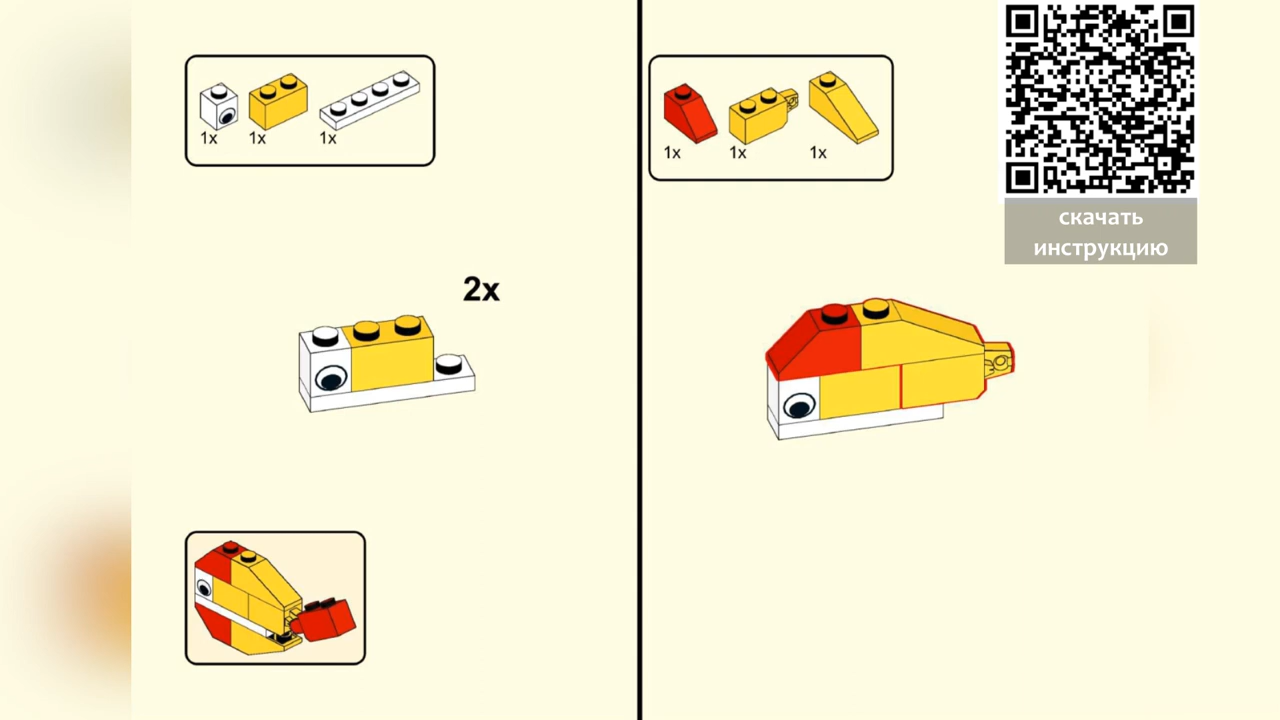 1x 1x 1x
2x
1x 1x 1x
скачать
инструкцию